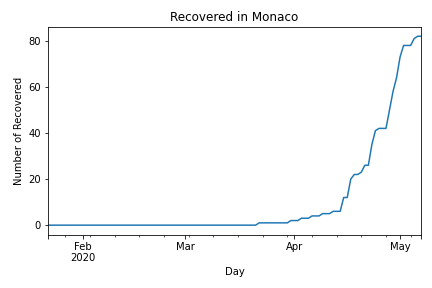 Recovered in Monaco
Number of Recovered
80
60
40
20
0
Feb
2020
Mar
Apr
May
Day